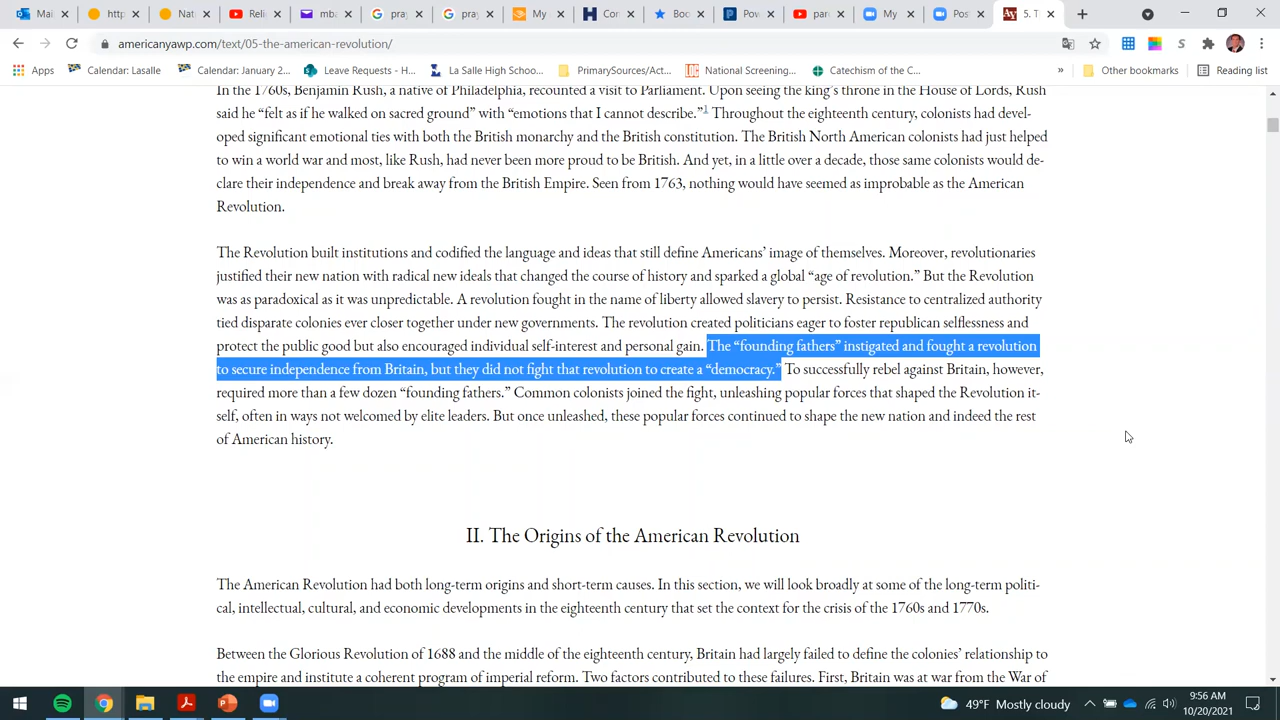 Mai
http
Nat
Relig
mba
pray
pray
My
Con
Boo
Pow
par
My
Pos
5. T
americanyawp.com/text/05-the-american-revolution/
Apps
Calendar: Lasalle
Calendar: January 2...
Leave Requests - H...
La Salle High Schoo...
PrimarySources/Act...
National Screening...
Catechism of the C...
»
Other bookmarks
Reading list
In the 1760s, Benjamin Rush, a native of Philadelphia, recounted a visit to Parliament. Upon seeing the king’s throne in the House of Lords, Rush
said he “felt as if he walked on sacred ground” with “emotions that I cannot describe.”1 Throughout the eighteenth century, colonists had devel-
oped significant emotional ties with both the British monarchy and the British constitution. The British North American colonists had just helped
to win a world war and most, like Rush, had never been more proud to be British. And yet, in a little over a decade, those same colonists would de-
clare their independence and break away from the British Empire. Seen from 1763, nothing would have seemed as improbable as the American
Revolution.
The Revolution built institutions and codified the language and ideas that still define Americans’ image of themselves. Moreover, revolutionaries
justified their new nation with radical new ideals that changed the course of history and sparked a global “age of revolution.” But the Revolution
was as paradoxical as it was unpredictable. A revolution fought in the name of liberty allowed slavery to persist. Resistance to centralized authority
tied disparate colonies ever closer together under new governments. The revolution created politicians eager to foster republican selflessness and
protect the public good but also encouraged individual self-interest and personal gain. The “founding fathers” instigated and fought a revolution
to secure independence from Britain, but they did not fight that revolution to create a “democracy.” To successfully rebel against Britain, however,
required more than a few dozen “founding fathers.” Common colonists joined the fight, unleashing popular forces that shaped the Revolution it-
self, often in ways not welcomed by elite leaders. But once unleashed, these popular forces continued to shape the new nation and indeed the rest
of American history.
II. The Origins of the American Revolution
The American Revolution had both long-term origins and short-term causes. In this section, we will look broadly at some of the long-term politi-
cal, intellectual, cultural, and economic developments in the eighteenth century that set the context for the crisis of the 1760s and 1770s.
Between the Glorious Revolution of 1688 and the middle of the eighteenth century, Britain had largely failed to define the colonies’ relationship to
the empire and institute a coherent program of imperial reform. Two factors contributed to these failures. First, Britain was at war from the War of
49°F Mostly cloudy
9:56 AM
10/20/2021